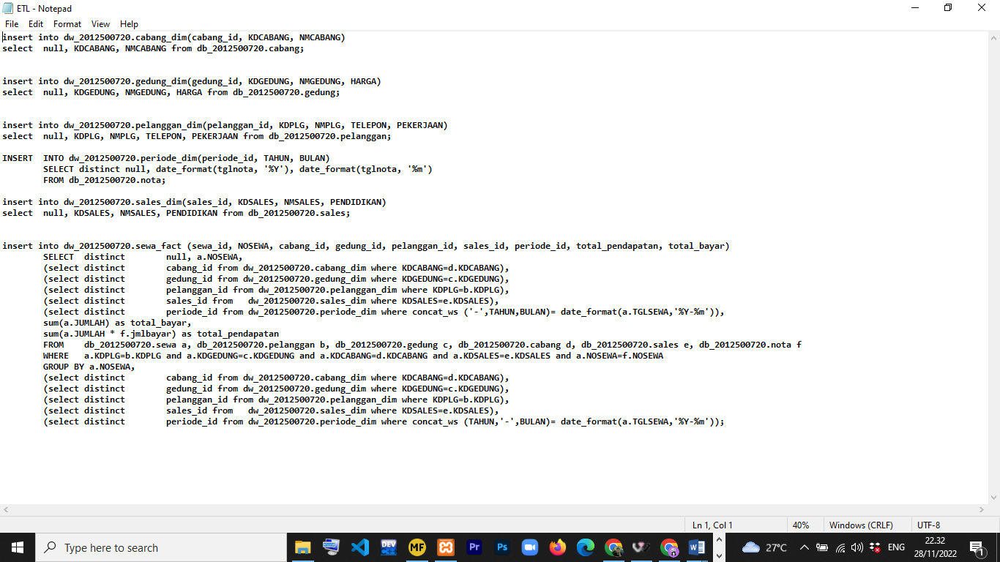 ETL - Notepad
File Edit Format View Help
insert into dw_2012500720.cabang_dim(cabang_id, KDCABANG, NMCABANG)
select  null, KDCABANG, NMCABANG from db_2012500720.cabang;
insert into dw_2012500720.gedung_dim(gedung_id, KDGEDUNG, NMGEDUNG, HARGA)
select  null, KDGEDUNG, NMGEDUNG, HARGA from db_2012500720.gedung;
insert into dw_2012500720.pelanggan_dim(pelanggan_id, KDPLG, NMPLG, TELEPON, PEKERJAAN)
select  null, KDPLG, NMPLG, TELEPON, PEKERJAAN from db_2012500720.pelanggan;
INSERT  INTO dw_2012500720.periode_dim(periode_id, TAHUN, BULAN)
        SELECT distinct null, date_format(tglnota, '%Y'), date_format(tglnota, '%m')
        FROM db_2012500720.nota;
insert into dw_2012500720.sales_dim(sales_id, KDSALES, NMSALES, PENDIDIKAN)
select  null, KDSALES, NMSALES, PENDIDIKAN from db_2012500720.sales;
insert into dw_2012500720.sewa_fact (sewa_id, NOSEWA, cabang_id, gedung_id, pelanggan_id, sales_id, periode_id, total_pendapatan, total_bayar)
        SELECT  distinct        null, a.NOSEWA,
        (select distinct        cabang_id from dw_2012500720.cabang_dim where KDCABANG=d.KDCABANG),
        (select distinct        gedung_id from dw_2012500720.gedung_dim where KDGEDUNG=c.KDGEDUNG),
        (select distinct        pelanggan_id from dw_2012500720.pelanggan_dim where KDPLG=b.KDPLG),
        (select distinct        sales_id from   dw_2012500720.sales_dim where KDSALES=e.KDSALES),
        (select distinct        periode_id from dw_2012500720.periode_dim where concat_ws ('-',TAHUN,BULAN)= date_format(a.TGLSEWA,'%Y-%m')),
        sum(a.JUMLAH) as total_bayar,
        sum(a.JUMLAH * f.jmlbayar) as total_pendapatan
        FROM    db_2012500720.sewa a, db_2012500720.pelanggan b, db_2012500720.gedung c, db_2012500720.cabang d, db_2012500720.sales e, db_2012500720.nota f
        WHERE   a.KDPLG=b.KDPLG and a.KDGEDUNG=c.KDGEDUNG and a.KDCABANG=d.KDCABANG and a.KDSALES=e.KDSALES and a.NOSEWA=f.NOSEWA
        GROUP BY a.NOSEWA,
        (select distinct        cabang_id from dw_2012500720.cabang_dim where KDCABANG=d.KDCABANG),
        (select distinct        gedung_id from dw_2012500720.gedung_dim where KDGEDUNG=c.KDGEDUNG),
        (select distinct        pelanggan_id from dw_2012500720.pelanggan_dim where KDPLG=b.KDPLG),
        (select distinct        sales_id from   dw_2012500720.sales_dim where KDSALES=e.KDSALES),
        (select distinct        periode_id from dw_2012500720.periode_dim where concat_ws (TAHUN,'-',BULAN)= date_format(a.TGLSEWA,'%Y-%m'));
Ln 1, Col 1 40% Windows (CRLF) UTF-8
Type here to search DEV MF Pr Ps 27°C ENG 22.32
28/11/2022 1